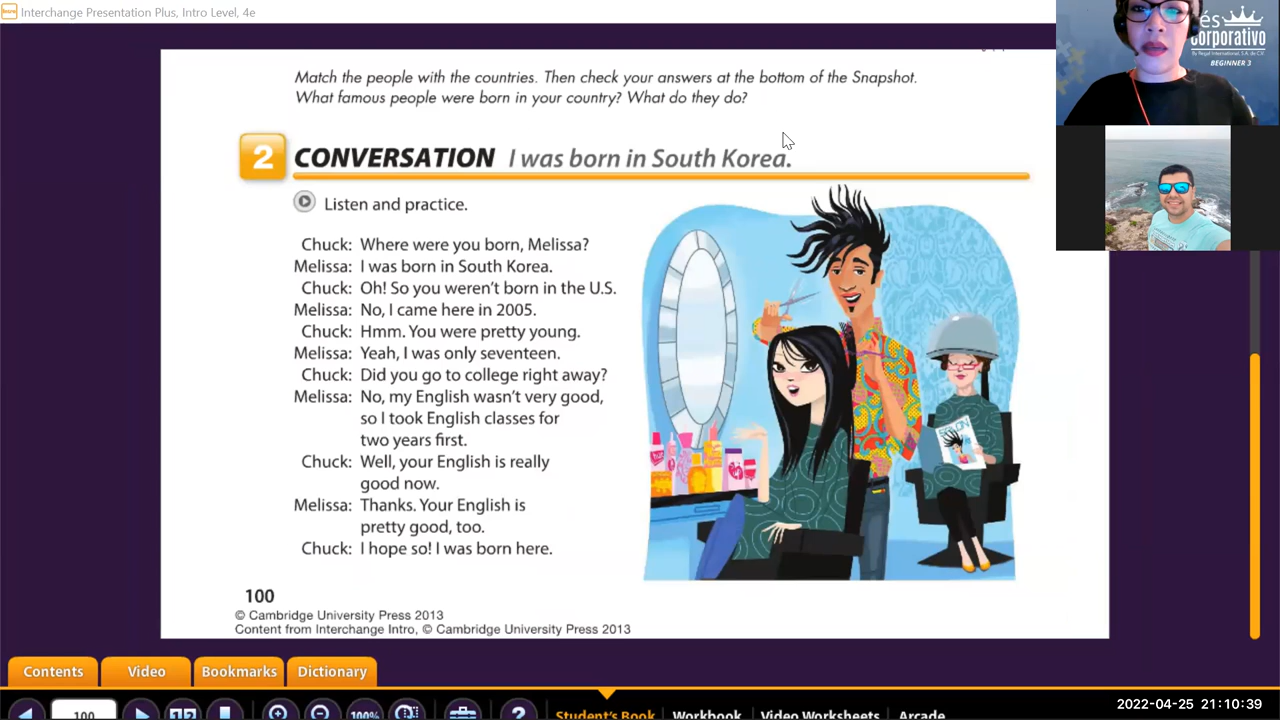 Interchange Presentation Plus, Intro Level, 4e
és
Corporativo
By Regal International, S.A. de C.V.
BEGINNER 3
Match the people with the countries. Then check your answers at the bottom of the Snapshot.
What famous people were born in your country? What do they do?
2 CONVERSATION I was born in South Korea.
Listen and practice.
Chuck: Where were you born, Melissa?
Melissa: I was born in South Korea.
Chuck: Oh! So you weren't born in the U.S.
Melissa: No, I came here in 2005.
Chuck: Hmm. You were pretty young.
Melissa: Yeah, I was only seventeen.
Chuck: Did you go to college right away?
Melissa: No, my English wasn't very good,
so I took English classes for
two years first.
Chuck: Well, your English is really
good now.
Melissa: Thanks. Your English is
pretty good, too.
Chuck: I hope so! I was born here.
SALON
100
© Cambridge University Press 2013
Content from Interchange Intro, © Cambridge University Press 2013
Contents Video Bookmarks Dictionary
100 100%
Student's Book Workbook Video Worksheets Arcade
2022-04-25 21:10:39